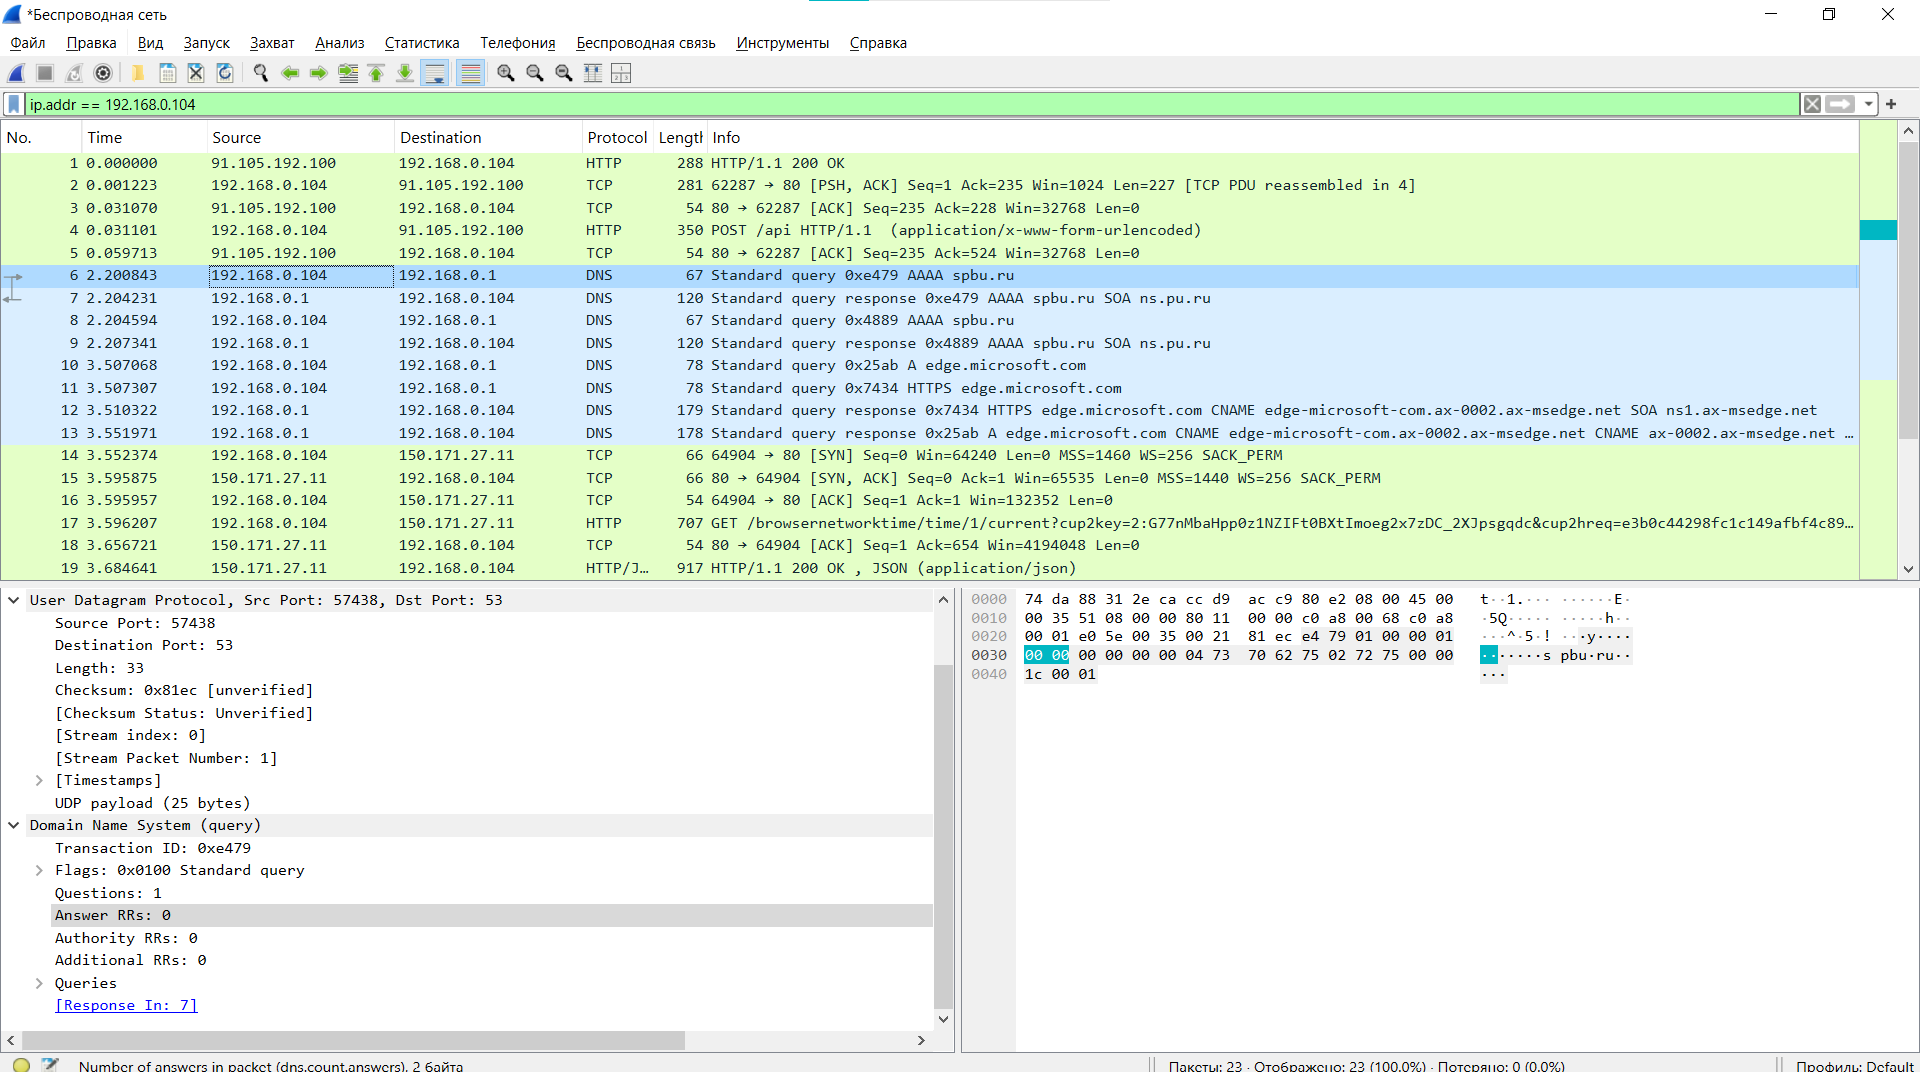 *Беспроводная сеть
Файл Правка Вид Запуск Захват Анализ Статистика Телефония Беспроводная связь Инструменты Справка
ip.addr == 192.168.0.104
No. Time Source Destination Protocol Length Info
1 0.000000 91.105.192.100 192.168.0.104 HTTP 288 HTTP/1.1 200 OK
2 0.001223 192.168.0.104 91.105.192.100 TCP 281 62287 → 80 [PSH, ACK] Seq=1 Ack=235 Win=1024 Len=227 [TCP PDU reassembled in 4]
3 0.031070 91.105.192.100 192.168.0.104 TCP 54 80 → 62287 [ACK] Seq=235 Ack=228 Win=32768 Len=0
4 0.031101 192.168.0.104 91.105.192.100 HTTP 350 POST /api HTTP/1.1  (application/x-www-form-urlencoded)
5 0.059713 91.105.192.100 192.168.0.104 TCP 54 80 → 62287 [ACK] Seq=235 Ack=524 Win=32768 Len=0
6 2.200843 192.168.0.104 192.168.0.1 DNS 67 Standard query 0xe479 AAAA spbu.ru
7 2.204231 192.168.0.1 192.168.0.104 DNS 120 Standard query response 0xe479 AAAA spbu.ru SOA ns.pu.ru
8 2.204594 192.168.0.104 192.168.0.1 DNS 67 Standard query 0x4889 AAAA spbu.ru
9 2.207341 192.168.0.1 192.168.0.104 DNS 120 Standard query response 0x4889 AAAA spbu.ru SOA ns.pu.ru
10 3.507068 192.168.0.104 192.168.0.1 DNS 78 Standard query 0x25ab A edge.microsoft.com
11 3.507307 192.168.0.104 192.168.0.1 DNS 78 Standard query 0x7434 HTTPS edge.microsoft.com
12 3.510322 192.168.0.1 192.168.0.104 DNS 179 Standard query response 0x7434 HTTPS edge.microsoft.com CNAME edge-microsoft-com.ax-0002.ax-msedge.net SOA ns1.ax-msedge.net
13 3.551971 192.168.0.1 192.168.0.104 DNS 178 Standard query response 0x25ab A edge.microsoft.com CNAME edge-microsoft-com.ax-0002.ax-msedge.net CNAME ax-0002.ax-msedge.net …
14 3.552374 192.168.0.104 150.171.27.11 TCP 66 64904 → 80 [SYN] Seq=0 Win=64240 Len=0 MSS=1460 WS=256 SACK_PERM
15 3.595875 150.171.27.11 192.168.0.104 TCP 66 80 → 64904 [SYN, ACK] Seq=0 Ack=1 Win=65535 Len=0 MSS=1440 WS=256 SACK_PERM
16 3.595957 192.168.0.104 150.171.27.11 TCP 54 64904 → 80 [ACK] Seq=1 Ack=1 Win=132352 Len=0
17 3.596207 192.168.0.104 150.171.27.11 HTTP 707 GET /browsernetworktime/time/1/current?cup2key=2:G77nMbaHpp0z1NZIFt0BXtImoeg2x7zDC_2XJpsgqdc&cup2hreq=e3b0c44298fc1c149afbf4c89…
18 3.656721 150.171.27.11 192.168.0.104 TCP 54 80 → 64904 [ACK] Seq=1 Ack=654 Win=4194048 Len=0
19 3.684641 150.171.27.11 192.168.0.104 HTTP/J… 917 HTTP/1.1 200 OK , JSON (application/json)
User Datagram Protocol, Src Port: 57438, Dst Port: 53
Source Port: 57438
Destination Port: 53
Length: 33
Checksum: 0x81ec [unverified]
[Checksum Status: Unverified]
[Stream index: 0]
[Stream Packet Number: 1]
[Timestamps]
UDP payload (25 bytes)
Domain Name System (query)
Transaction ID: 0xe479
Flags: 0x0100 Standard query
Questions: 1
Answer RRs: 0
Authority RRs: 0
Additional RRs: 0
Queries
[Response In: 7]
0000 74 da 88 31 2e ca cc d9 ac c9 80 e2 08 00 45 00 t··1.··· ······E·
0010 00 35 51 08 00 00 80 11 00 00 c0 a8 00 68 c0 a8 ·5Q····· ·····h··
0020 00 01 e0 5e 00 35 00 21 81 ec e4 79 01 00 00 01 ···^·5·! ···y····
0030 00 00 00 00 00 00 04 73 70 62 75 02 72 75 00 00 ·······s pbu·ru··
0040 1c 00 01 ···
Number of answers in packet (dns.count.answers), 2 байта
Пакеты: 23 · Отображено: 23 (100.0%) · Потеряно: 0 (0.0%)
Профиль: Default